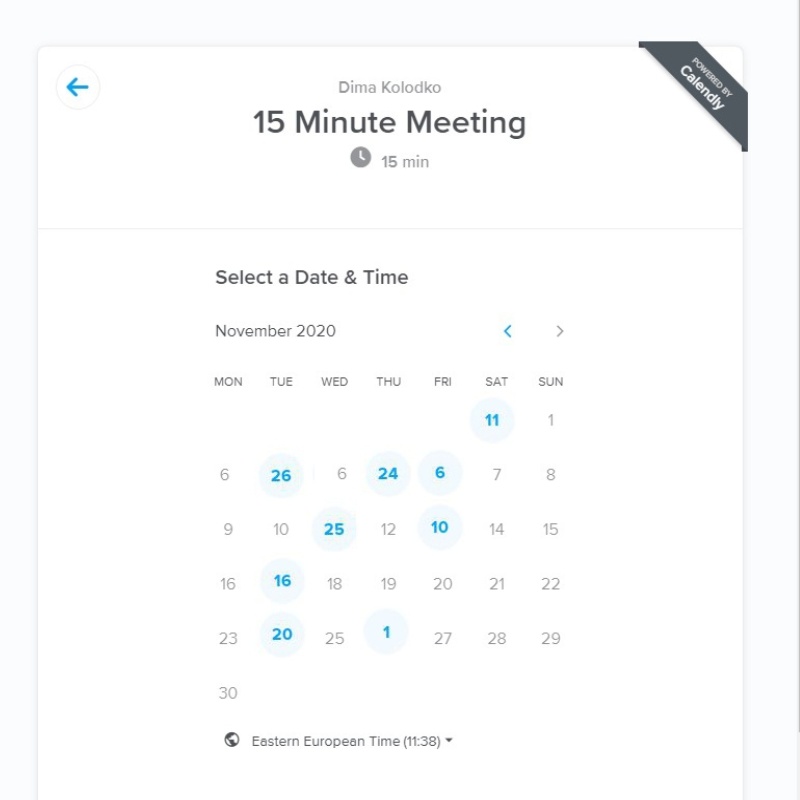 POWERED BY
Calendly
Dima Kolodko
15 Minute Meeting
15 min
Select a Date & Time
November 2020
MON TUE WED THU FRI SAT SUN
11 1
6 26 6 24 6 7 8
9 10 25 12 10 14 15
16 16 18 19 20 21 22
23 20 25 1 27 28 29
30
Eastern European Time (11:38)